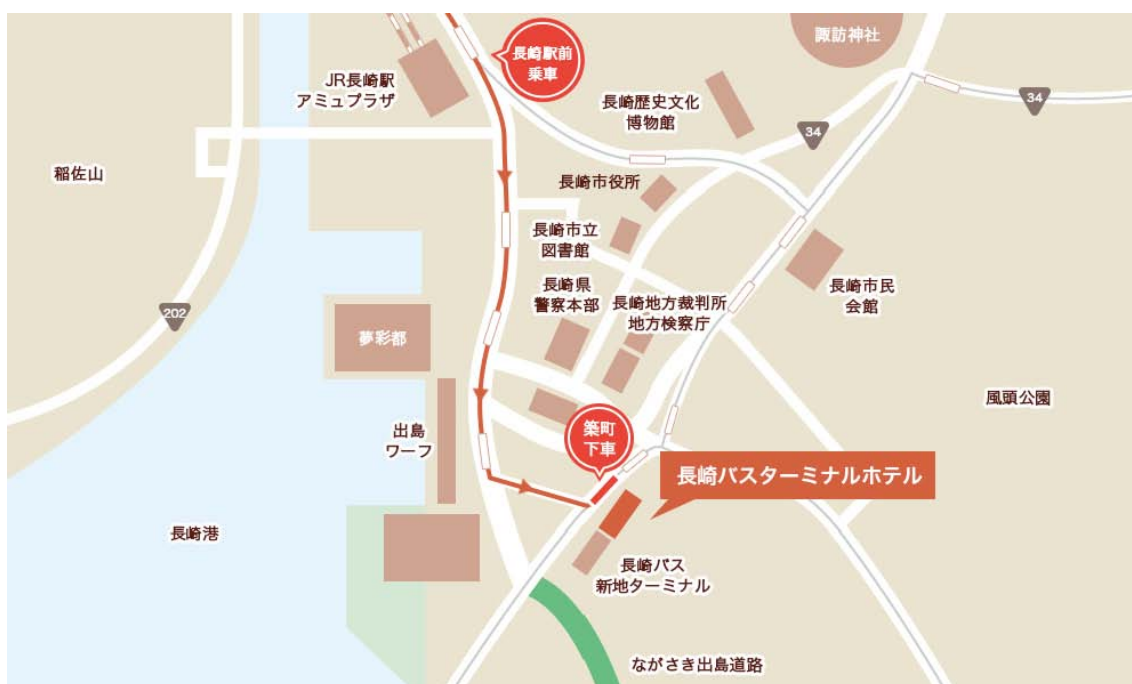 諏訪神社
長崎駅前
乗車
JR長崎駅
アミュプラザ
長崎歴史文化
博物館
34
34
稲佐山
長崎市役所
長崎市立
図書館
長崎県
警察本部
長崎地方裁判所
地方検察庁
長崎市民
会館
202
夢彩都
風頭公園
出島
ワーフ
築町
下車
長崎バスターミナルホテル
長崎港
長崎バス
新地ターミナル
ながさき出島道路